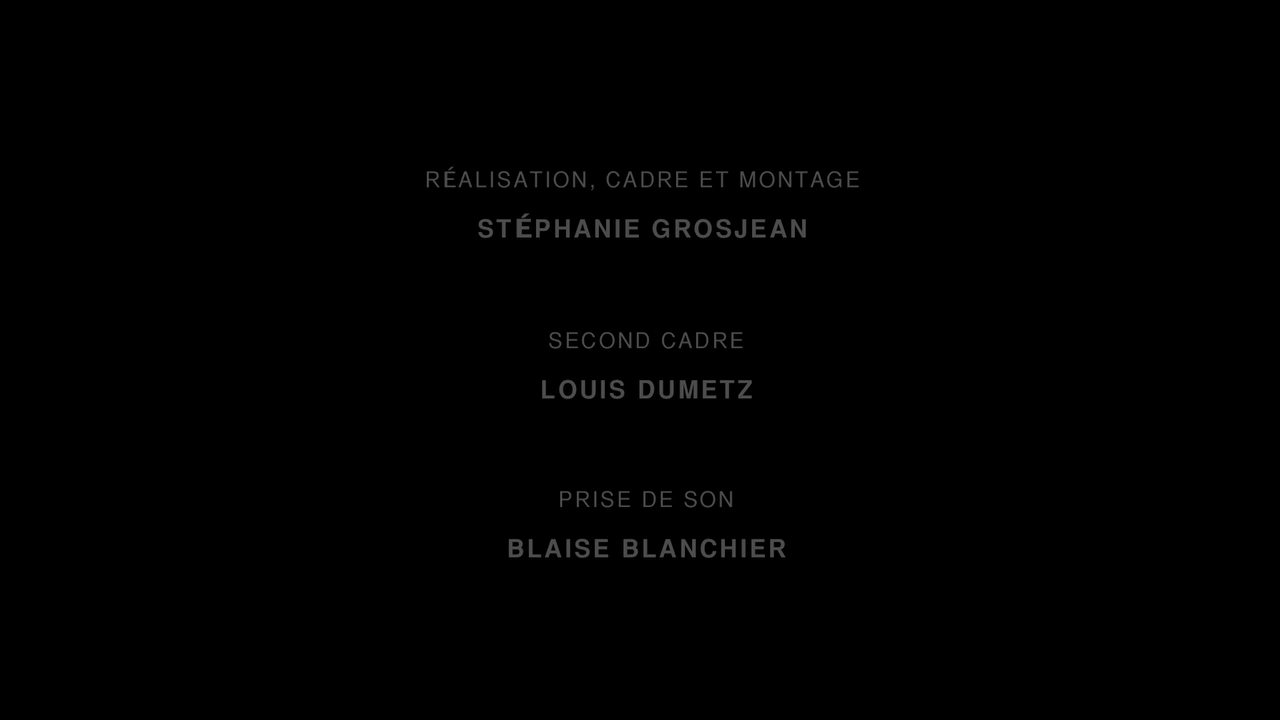 RÉALISATION, CADRE ET MONTAGE
STÉPHANIE GROSJEAN
SECOND CADRE
LOUIS DUMETZ
PRISE DE SON
BLAISE BLANCHIER